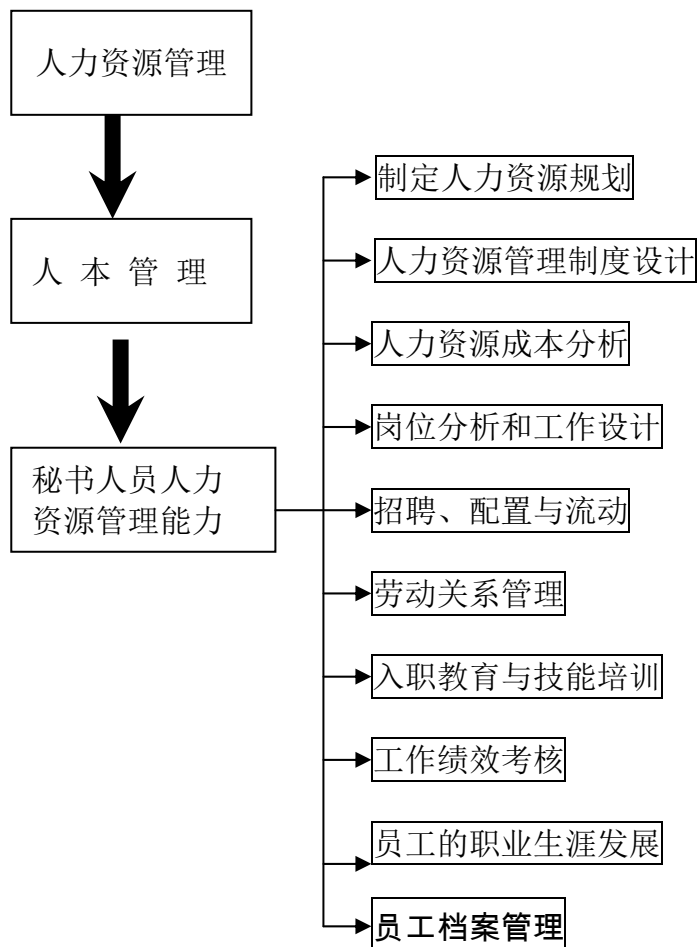 人力资源管理
人 本 管 理
秘书人员人力
资源管理能力
制定人力资源规划
人力资源管理制度设计
人力资源成本分析
岗位分析和工作设计
招聘、配置与流动
劳动关系管理
入职教育与技能培训
工作绩效考核
员工的职业生涯发展
员工档案管理